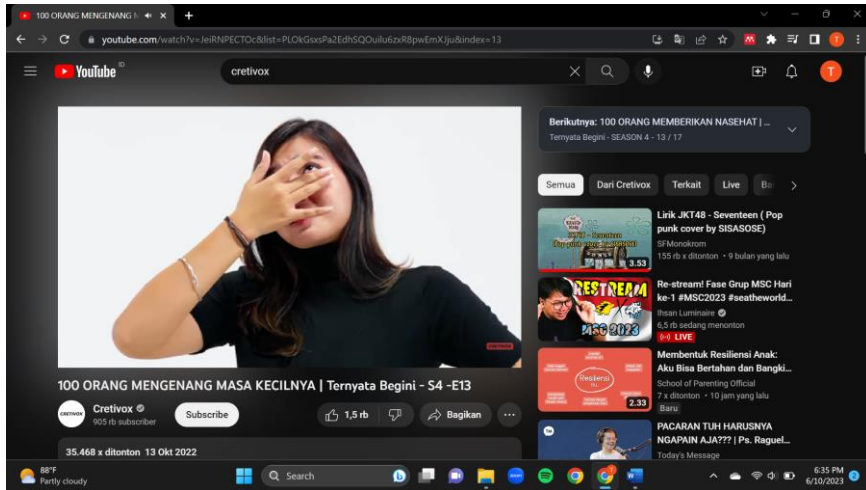 100 ORANG MENGENANG M
youtube.com/watch?v=JeiRNPECTOc&list=PLOkGsxsPa2EdhSQOuilu6zxR8pwEmXJju&index=13
YouTube ID
cretivox
T
Berikutnya: 100 ORANG MEMBERIKAN NASEHAT | ...
Ternyata Begini - SEASON 4 - 13 / 17
Semua
Dari Cretivox
Terkait
Live
Ba
Lirik JKT48 - Seventeen ( Pop
punk cover by SISASOSE)
SFMonokrom
155 rb x ditonton • 9 bulan yang lalu
3.53
RESTREAM
MSC 2023
Re-stream! Fase Grup MSC Hari
ke-1 #MSC2023 #seatheworld...
Ihsan Luminaire
6,5 rb sedang menonton
LIVE
Resiliensi
2.33
Membentuk Resiliensi Anak:
Aku Bisa Bertahan dan Bangki...
School of Parenting Official
7 x ditonton • 10 jam yang lalu
Baru
PACARAN TUH HARUSNYA
NGAPAIN AJA??? | Ps. Raguel...
Today's Message
CRETIVOX
100 ORANG MENGENANG MASA KECILNYA | Ternyata Begini - S4 -E13
CRETIVOX
Cretivox
905 rb subscriber
Subscribe
1,5 rb
Bagikan
35.468 x ditonton 13 Okt 2022
88°F
Partly cloudy
Search
6:35 PM
6/10/2023